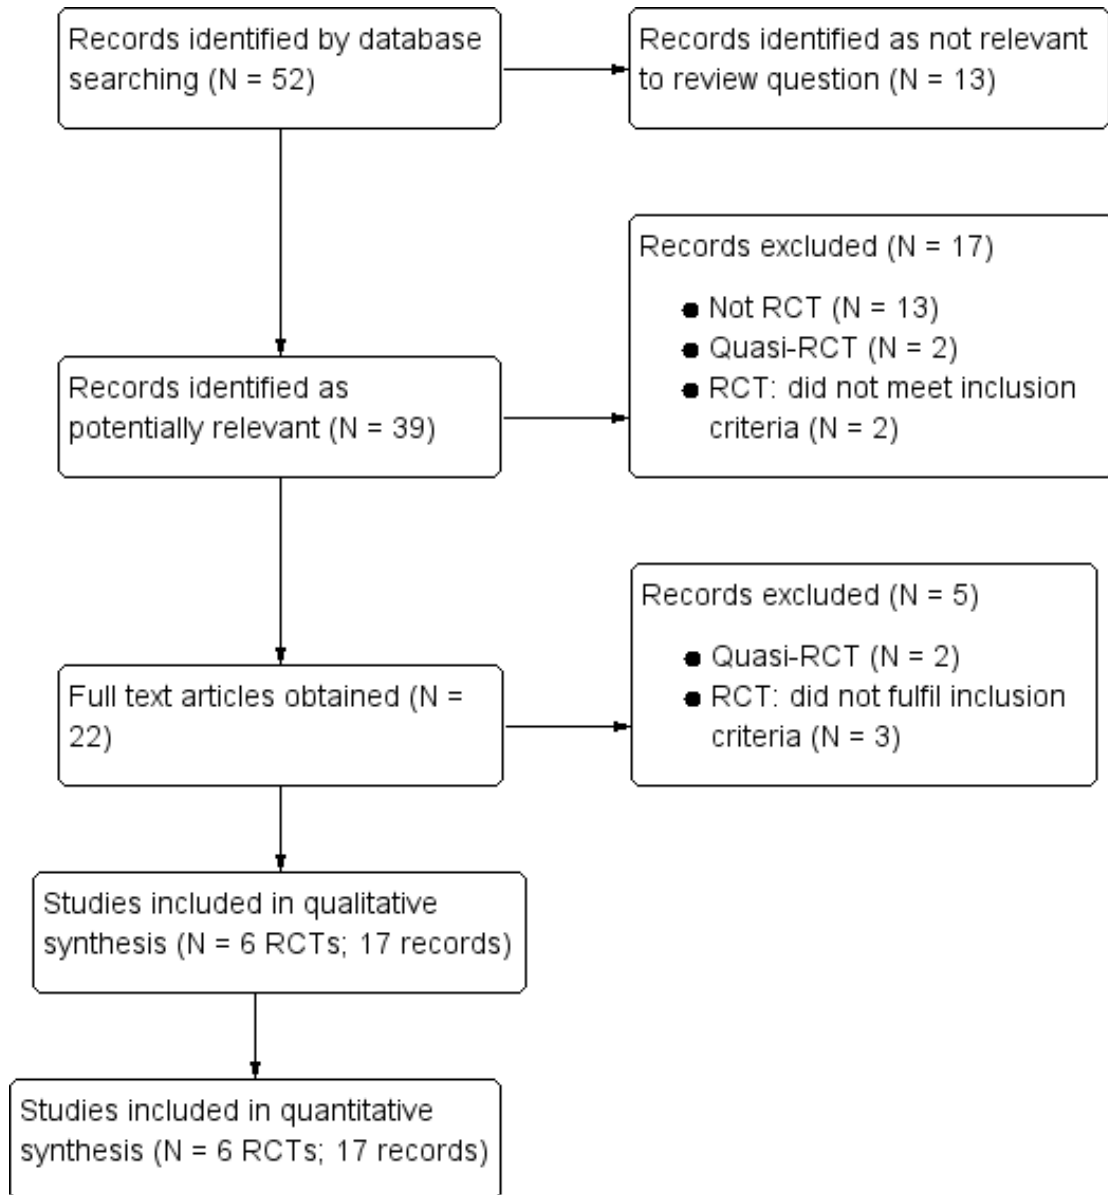 Records identified by database
searching (N = 52)
Records identified as not relevant
to review question (N = 13)
Records excluded (N = 17)
● Not RCT (N = 13)
● Quasi-RCT (N = 2)
● RCT: did not meet inclusion
criteria (N = 2)
Records identified as
potentially relevant (N = 39)
Records excluded (N = 5)
● Quasi-RCT (N = 2)
● RCT: did not fulfil inclusion
criteria (N = 3)
Full text articles obtained (N =
22)
Studies included in qualitative
synthesis (N = 6 RCTs; 17 records)
Studies included in quantitative
synthesis (N = 6 RCTs; 17 records)